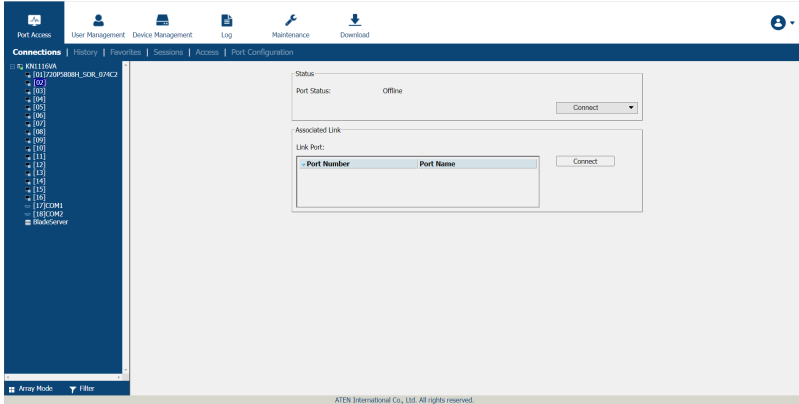 Port Access User Management Device Management Log Maintenance Download
Connections | History | Favorites | Sessions | Access | Port Configuration
KN1116VA
[01]720P5808H_SOR_074C2
[02]
[03]
[04]
[05]
[06]
[07]
[08]
[09]
[10]
[11]
[12]
[13]
[14]
[15]
[16]
[17]COM1
[18]COM2
BladeServer
Status
Port Status: Offline
Connect
Associated Link
Link Port:
Port Number Port Name
Connect
Array Mode Filter
ATEN International Co., Ltd. All rights reserved.